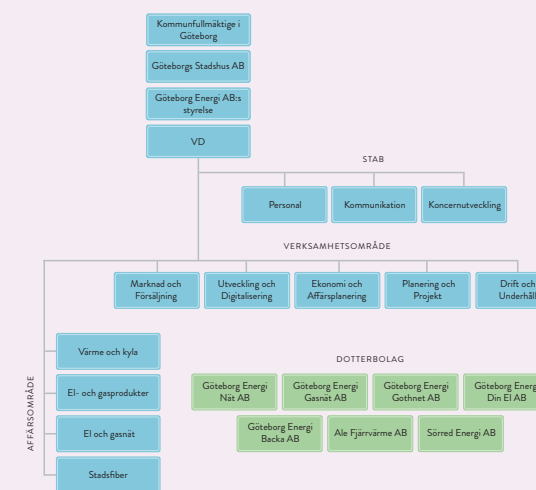 Kommunfullmäktige i
Göteborg
Göteborgs Stadshus AB
Göteborg Energi AB:s
styrelse
VD
STAB
Personal
Kommunikation
Koncernutveckling
VERKSAMHETSOMRÅDE
Marknad och
Försäljning
Utveckling och
Digitalisering
Ekonomi och
Affärsplanering
Planering och
Projekt
Drift och
Underhåll
AFFÄRSOMRÅDE
Värme och kyla
El- och gasprodukter
El och gasnät
Stadsfiber
DOTTERBOLAG
Göteborg Energi
Nät AB
Göteborg Energi
Gasnät AB
Göteborg Energi
Gothnet AB
Göteborg Energ
Din El AB
Göteborg Energi
Backa AB
Ale Fjärrvärme AB
Sörred Energi AB